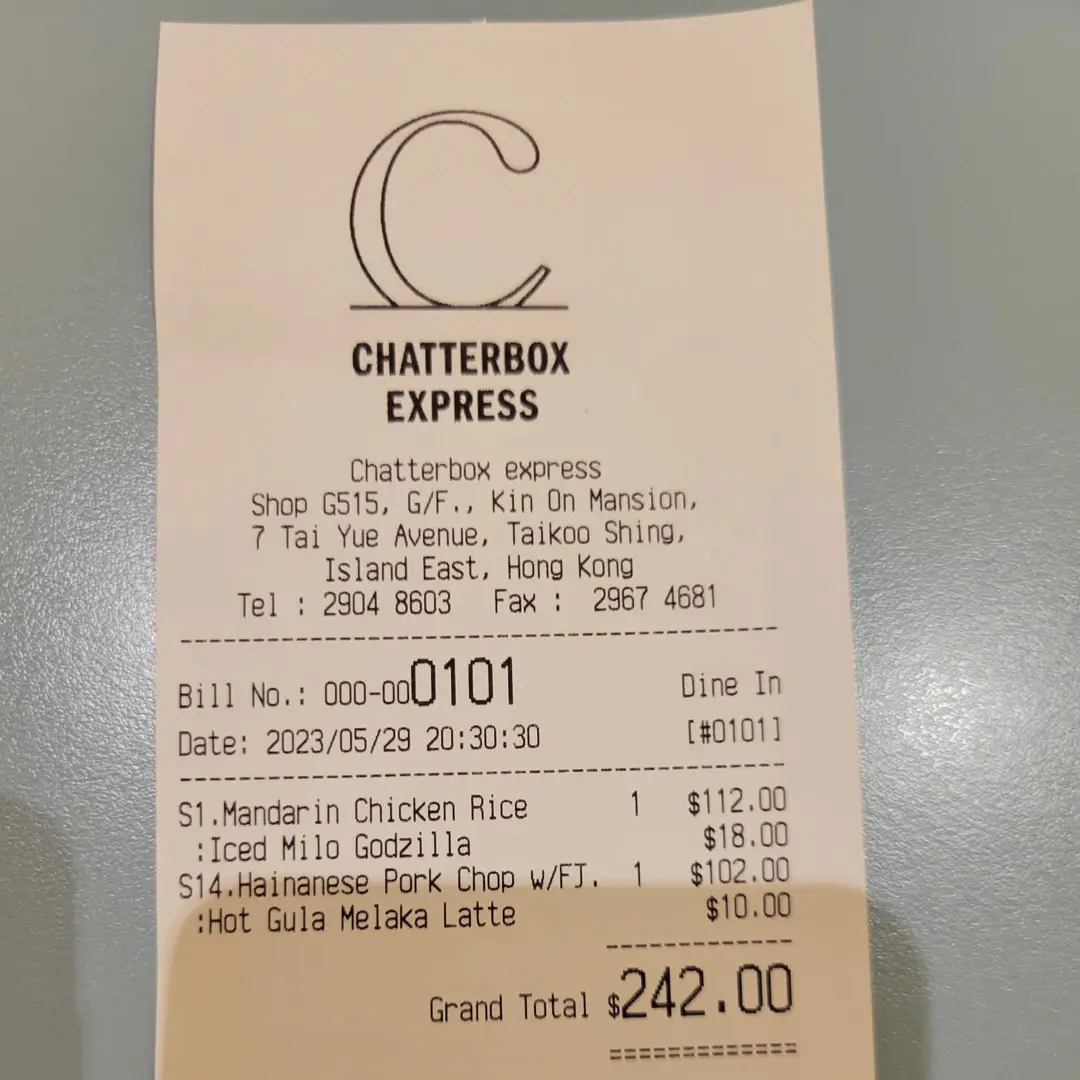 C
CHATTERBOX
EXPRESS
Chatterbox express
Shop G515, G/F., Kin On Mansion,
7 Tai Yue Avenue, Taikoo Shing,
Island East, Hong Kong
Tel : 2904 8603 Fax : 2967 4681
Bill No.: 000-000101 Dine In
Date: 2023/05/29 20:30:30 [#0101]
S1.Mandarin Chicken Rice 1 $112.00
:Iced Milo Godzilla $18.00
S14.Hainanese Pork Chop w/FJ. 1 $102.00
:Hot Gula Melaka Latte $10.00
Grand Total $242.00